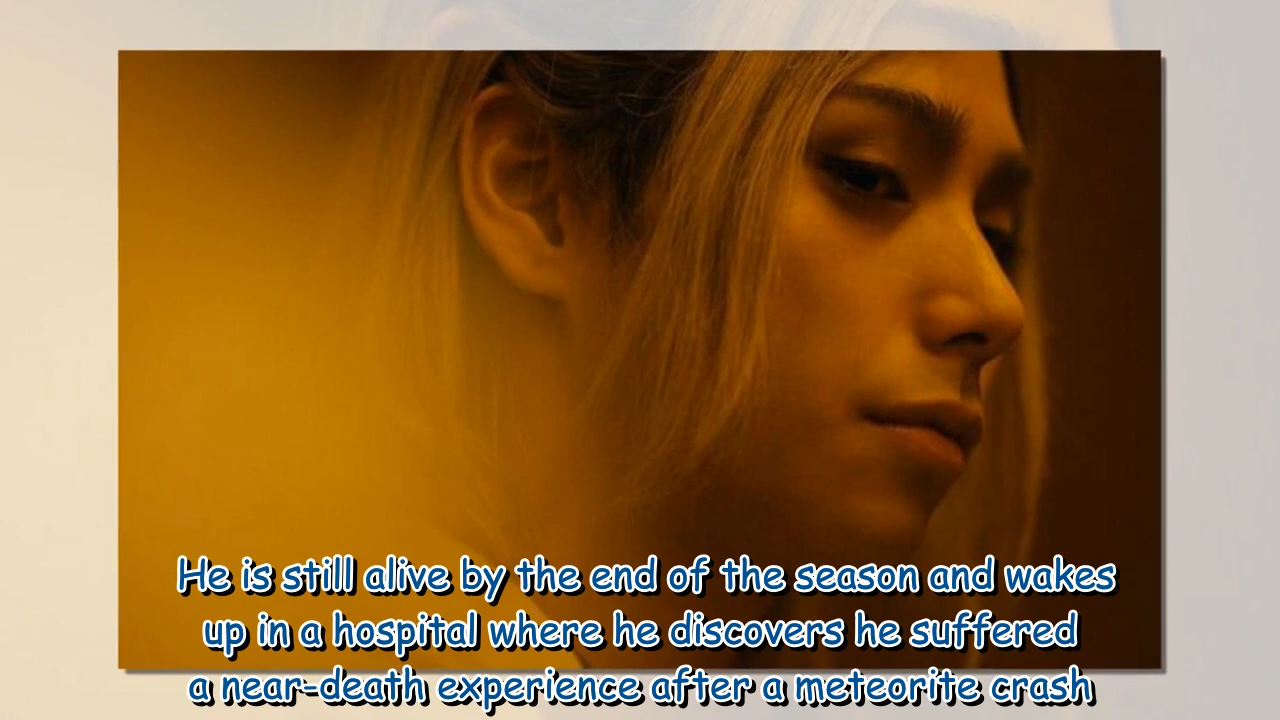 He is still alive by the end of the season and wakes
up in a hospital where he discovers he suffered
a near-death experience after a meteorite crash